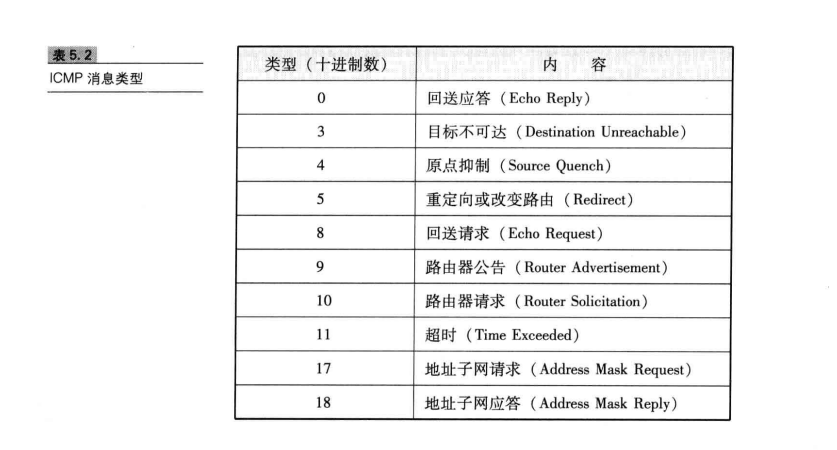 表 5.2
ICMP 消息类型
类型（十进制数） 内 容
0 回送应答（Echo Reply）
3 目标不可达（Destination Unreachable）
4 原点抑制（Source Quench）
5 重定向或改变路由（Redirect）
8 回送请求（Echo Request）
9 路由器公告（Router Advertisement）
10 路由器请求（Router Solicitation）
11 超时（Time Exceeded）
17 地址子网请求（Address Mask Request）
18 地址子网应答（Address Mask Reply）